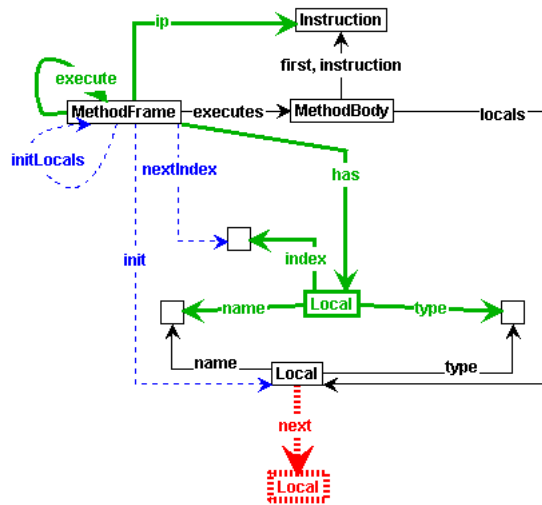 ip
Instruction
execute
first, instruction
MethodFrame
executes
MethodBody
locals
initLocals
nextIndex
has
init
index
name
Local
type
name
Local
type
next
Local